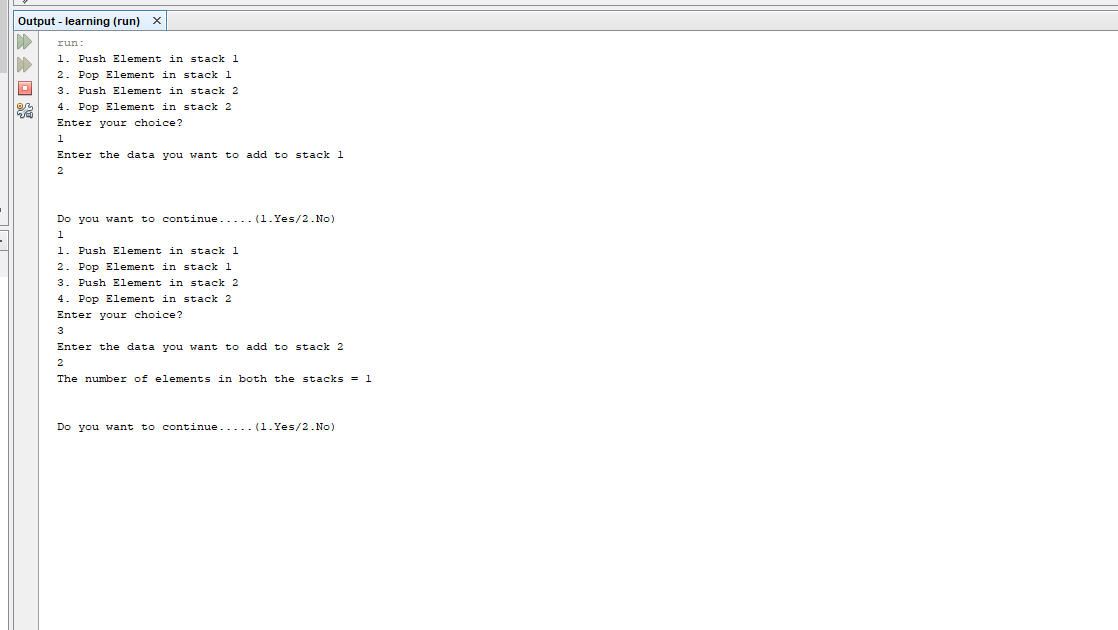 Output - learning (run)
run:
1. Push Element in stack 1
2. Pop Element in stack 1
3. Push Element in stack 2
4. Pop Element in stack 2
Enter your choice?
1
Enter the data you want to add to stack 1
2
Do you want to continue.....(1.Yes/2.No)
1
1. Push Element in stack 1
2. Pop Element in stack 1
3. Push Element in stack 2
4. Pop Element in stack 2
Enter your choice?
3
Enter the data you want to add to stack 2
2
The number of elements in both the stacks = 1
Do you want to continue.....(1.Yes/2.No)